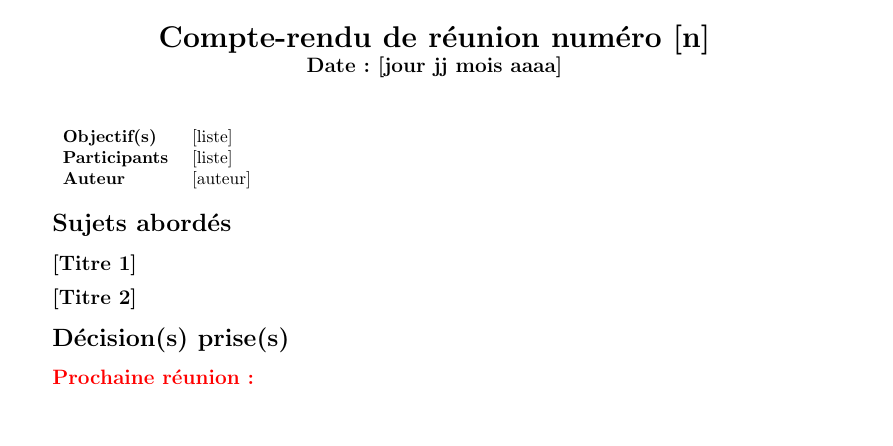 Compte-rendu de réunion numéro [n]
Date : [jour jj mois aaaa]
Objectif(s) [liste]
Participants [liste]
Auteur [auteur]
Sujets abordés
[Titre 1]
[Titre 2]
Décision(s) prise(s)
Prochaine réunion :